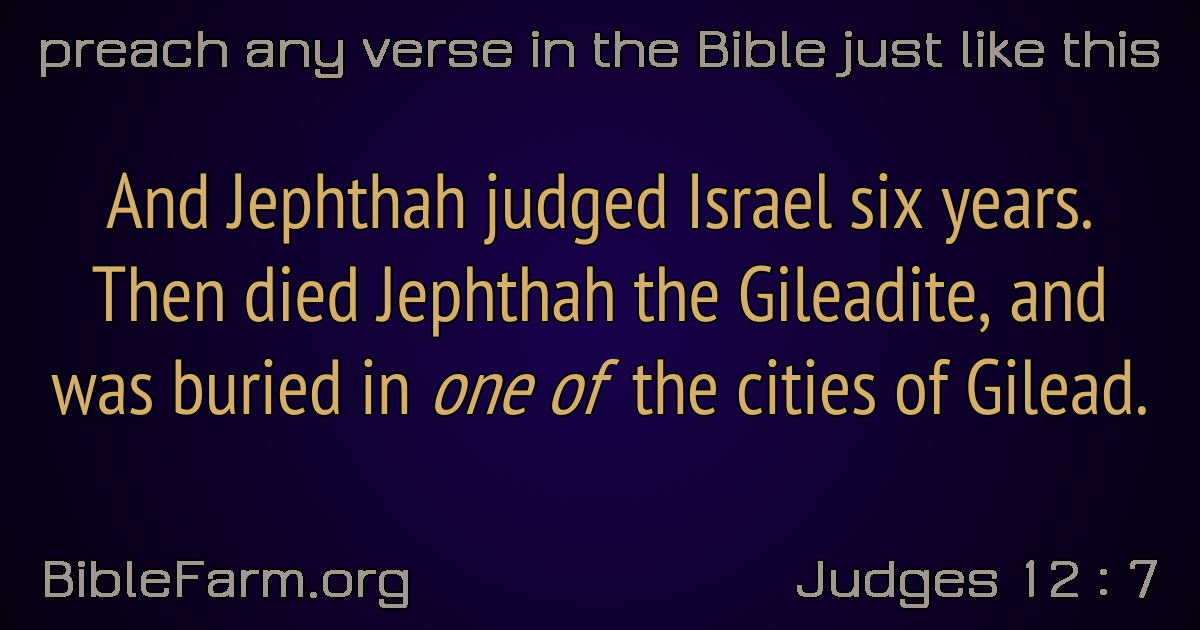 preach any verse in the Bible just like this
And Jephthah judged Israel six years.
Then died Jephthah the Gileadite, and
was buried in one of the cities of Gilead.
BibleFarm.org
Judges 12 : 7